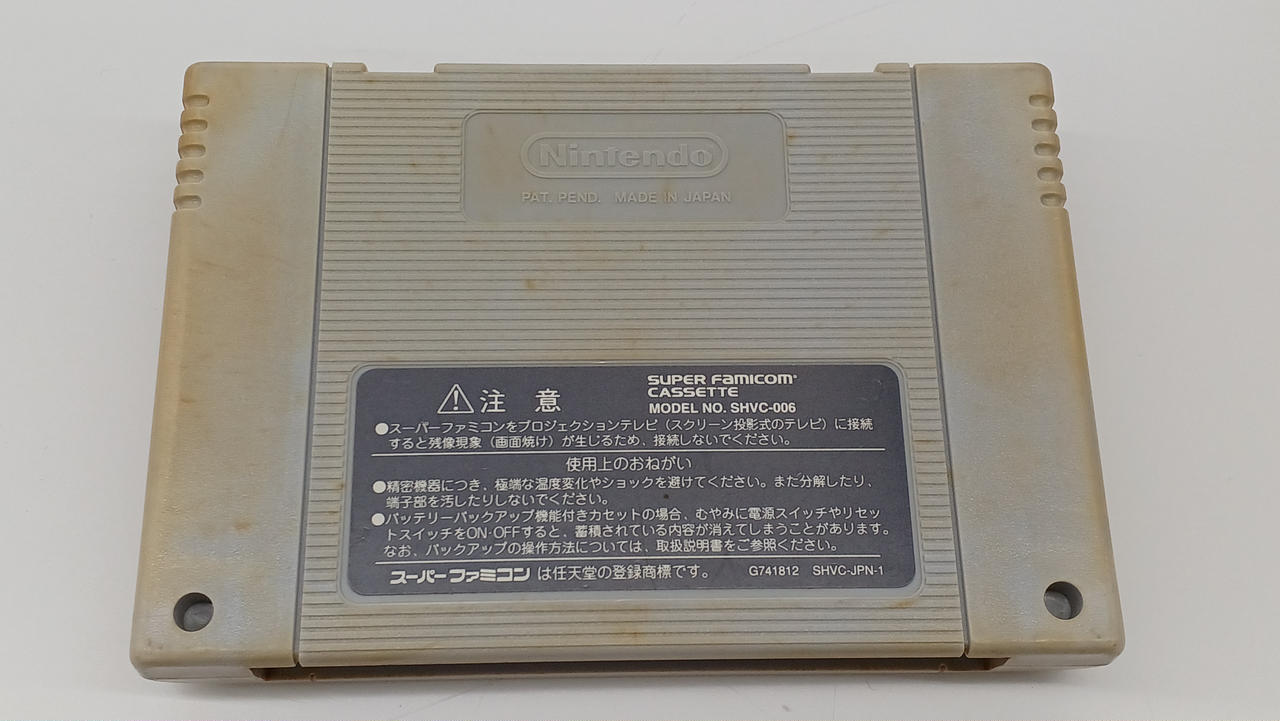 Nintendo
PAT. PEND. MADE IN JAPAN
⚠注意
SUPER FAMICOM
CASSETTE
MODEL NO. SHVC-006
●スーパーファミコンをプロジェクションテレビ（スクリーン投影式のテレビ）に接続
すると残像現象（画面焼け）が生じるため、接続しないでください。
使用上のおねがい
●精密機器につき、極端な温度変化やショックを避けてください。また分解したり、
端子部を汚したりしないでください。
●バッテリーバックアップ機能付きカセットの場合、むやみに電源スイッチやリセッ
トスイッチをON・OFFすると、蓄積されている内容が消えてしまうことがあります。
なお、バックアップの操作方法については、取扱説明書をご参照ください。
スーパーファミコンは任天堂の登録商標です。 G741812 SHVC-JPN-1